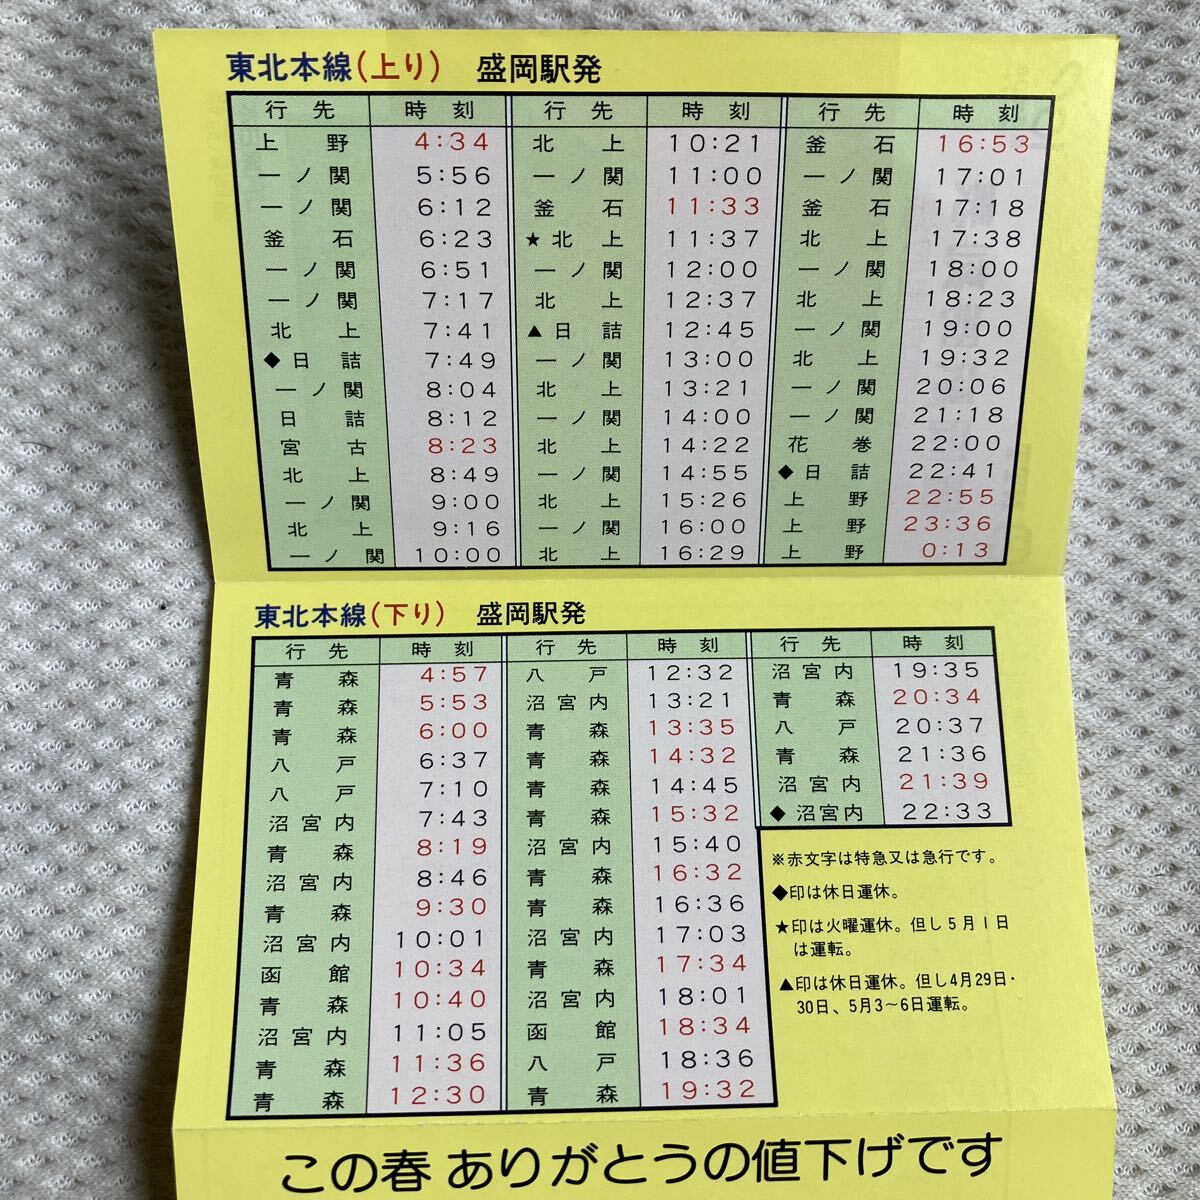 東北本線(上り) 盛岡駅発
行先 時刻 行先 時刻 行先 時刻
上野 4:34 北上 10:21 釜石 16:53
一ノ関 5:56 一ノ関 11:00 一ノ関 17:01
一ノ関 6:12 釜石 11:33 釜石 17:18
釜石 6:23 ★北上 11:37 北上 17:38
一ノ関 6:51 一ノ関 12:00 一ノ関 18:00
一ノ関 7:17 北上 12:37 北上 18:23
北上 7:41 ▲日詰 12:45 一ノ関 19:00
◆日詰 7:49 一ノ関 13:00 北上 19:32
一ノ関 8:04 北上 13:21 一ノ関 20:06
日詰 8:12 一ノ関 14:00 一ノ関 21:18
宮古 8:23 北上 14:22 花巻 22:00
北上 8:49 一ノ関 14:55 ◆日詰 22:41
一ノ関 9:00 北上 15:26 上野 22:55
北上 9:16 一ノ関 16:00 上野 23:36
一ノ関 10:00 北上 16:29 上野 0:13
東北本線(下り) 盛岡駅発
行先 時刻 行先 時刻 行先 時刻
青森 4:57 八戸 12:32 沼宮内 19:35
青森 5:53 沼宮内 13:21 青森 20:34
青森 6:00 青森 13:35 八戸 20:37
八戸 6:37 青森 14:32 青森 21:36
八戸 7:10 青森 14:45 沼宮内 21:39
沼宮内 7:43 青森 15:32 ◆沼宮内 22:33
青森 8:19 沼宮内 15:40
沼宮内 8:46 青森 16:32
青森 9:30 青森 16:36
沼宮内 10:01 沼宮内 17:03
函館 10:34 青森 17:34
青森 10:40 沼宮内 18:01
沼宮内 11:05 函館 18:34
青森 11:36 八戸 18:36
青森 12:30 青森 19:32
※赤文字は特急又は急行です。
◆印は休日運休。
★印は火曜運休。但し5月1日
は運転。
▲印は休日運休。但し4月29日・
30日、5月3〜6日運転。
この春 ありがとうの値下げです